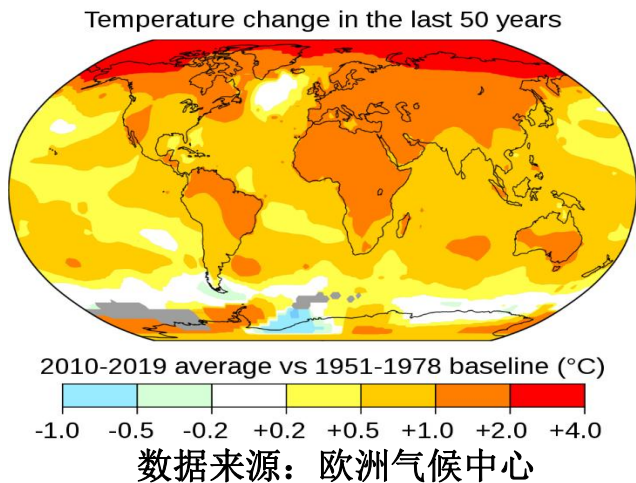 Temperature change in the last 50 years
2010-2019 average vs 1951-1978 baseline (°C)
-1.0 -0.5 -0.2 +0.2 +0.5 +1.0 +2.0 +4.0
数据来源：欧洲气候中心